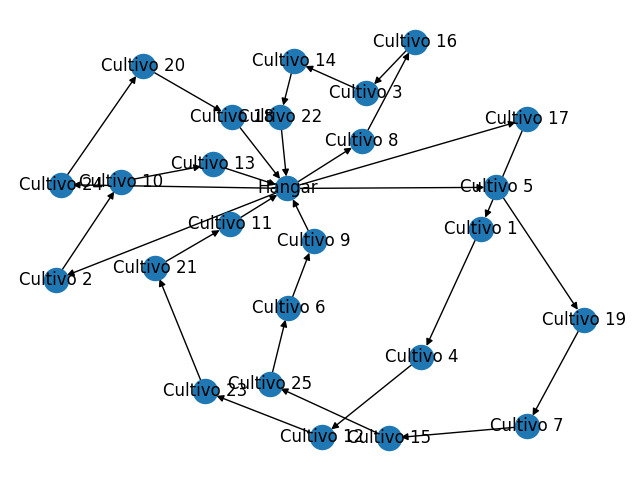 Cultivo 16
Cultivo 14
Cultivo 20
Cultivo 3
Cultivo 18
Cultivo 22
Cultivo 17
Cultivo 8
Cultivo 13
Cultivo 24
Cultivo 10
Hangar
Cultivo 5
Cultivo 11
Cultivo 1
Cultivo 9
Cultivo 21
Cultivo 2
Cultivo 6
Cultivo 19
Cultivo 4
Cultivo 23
Cultivo 25
Cultivo 7
Cultivo 12
Cultivo 15